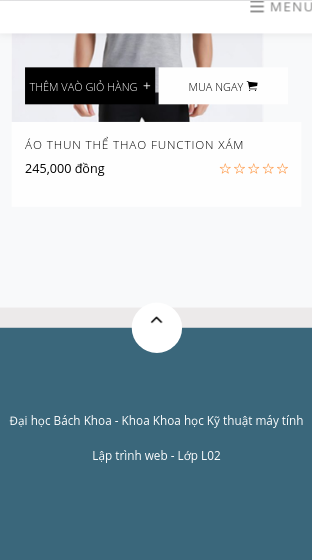 MENU
THÊM VAÒ GIỎ HÀNG +
MUA NGAY
ÁO THUN THỂ THAO FUNCTION XÁM
245,000 đồng
Đại học Bách Khoa - Khoa Khoa học Kỹ thuật máy tính
Lập trình web - Lớp L02